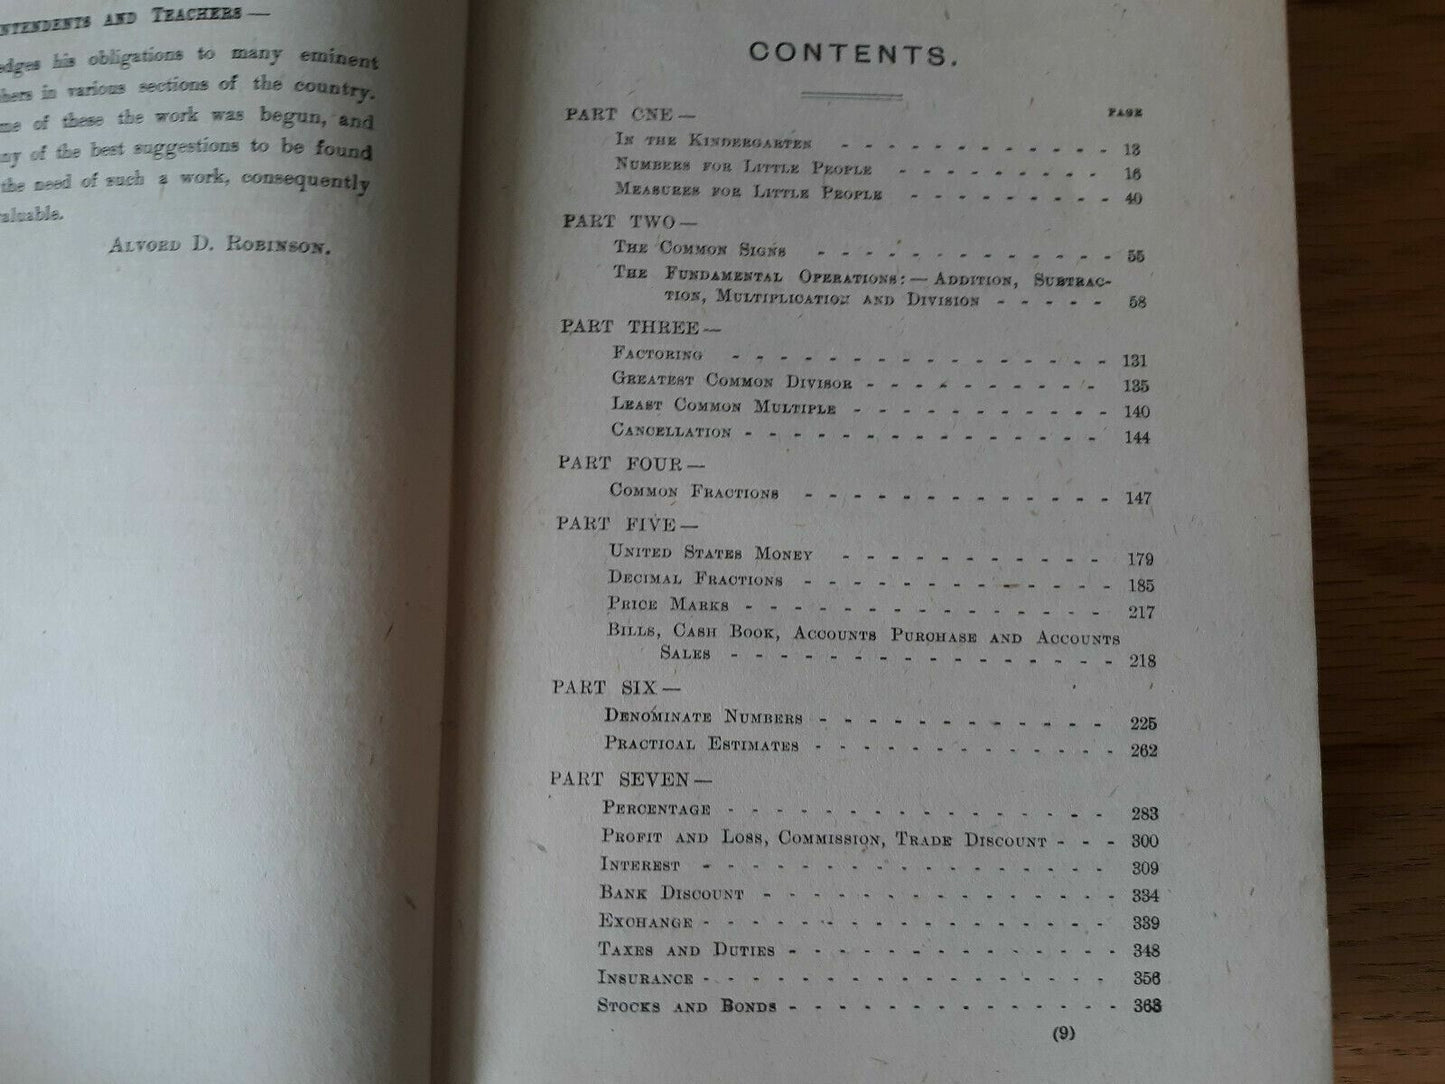 AND TEACHERS —
his obligations to many eminent
in various sections of the country.
of these the work was begun, and
of the best suggestions to be found
the need of such a work, consequently
ALVORD D. ROBINSON.
CONTENTS.
PART ONE — PAGE
IN THE KINDERGARTEN - - - - - - - - - - - 13
NUMBERS FOR LITTLE PEOPLE - - - - - - - - - 16
MEASURES FOR LITTLE PEOPLE - - - - - - - - - 40
PART TWO —
THE COMMON SIGNS - - - - - - - - - - - - - 55
THE FUNDAMENTAL OPERATIONS: — ADDITION, SUBTRAC-
TION, MULTIPLICATION AND DIVISION - - - - - 58
PART THREE —
FACTORING - - - - - - - - - - - - - - - - 131
GREATEST COMMON DIVISOR - - - - - - - - - - 135
LEAST COMMON MULTIPLE - - - - - - - - - - - 140
CANCELLATION - - - - - - - - - - - - - - - 144
PART FOUR —
COMMON FRACTIONS - - - - - - - - - - - - - 147
PART FIVE —
UNITED STATES MONEY - - - - - - - - - - - 179
DECIMAL FRACTIONS - - - - - - - - - - - - - 185
PRICE MARKS - - - - - - - - - - - - - - - 217
BILLS, CASH BOOK, ACCOUNTS PURCHASE AND ACCOUNTS
SALES - - - - - - - - - - - - - - - - 218
PART SIX —
DENOMINATE NUMBERS - - - - - - - - - - - - 225
PRACTICAL ESTIMATES - - - - - - - - - - - - - 262
PART SEVEN —
PERCENTAGE - - - - - - - - - - - - - - - - 283
PROFIT AND LOSS, COMMISSION, TRADE DISCOUNT - - - 300
INTEREST - - - - - - - - - - - - - - - - - 309
BANK DISCOUNT - - - - - - - - - - - - - - - 334
EXCHANGE - - - - - - - - - - - - - - - - - 339
TAXES AND DUTIES - - - - - - - - - - - - - - 348
INSURANCE - - - - - - - - - - - - - - - - - 356
STOCKS AND BONDS - - - - - - - - - - - - - - 363
(9)